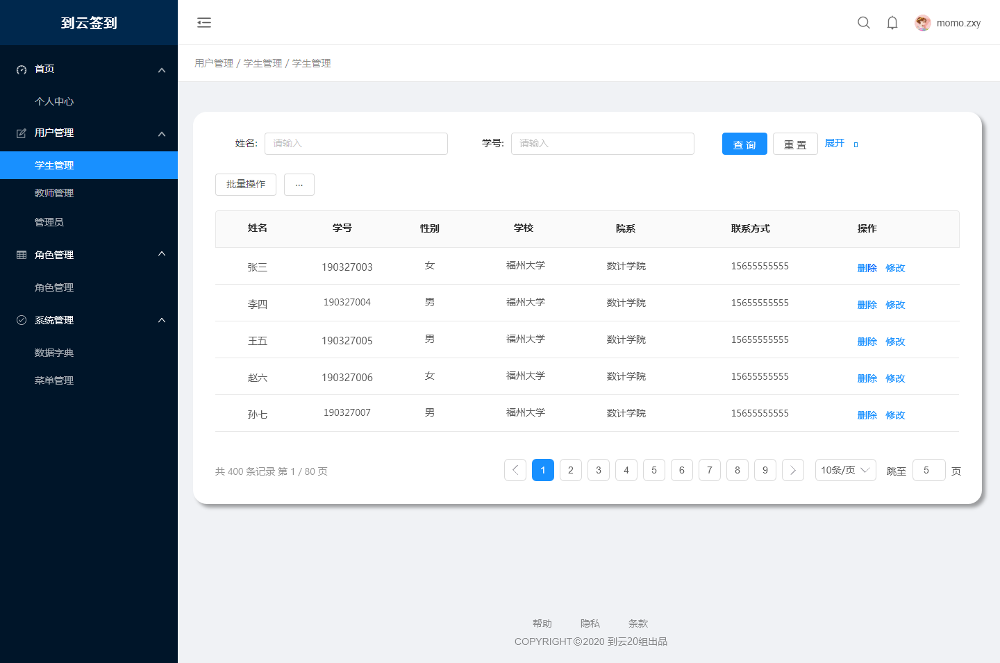 到云签到
momo.zxy
首页
个人中心
用户管理
学生管理
教师管理
管理员
角色管理
角色管理
系统管理
数据字典
菜单管理
用户管理 / 学生管理 / 学生管理
姓名: 请输入 学号: 请输入 查 询 重 置 展开
批量操作 ...
姓名 学号 性别 学校 院系 联系方式 操作
张三 190327003 女 福州大学 数计学院 15655555555 删除 修改
李四 190327004 男 福州大学 数计学院 15655555555 删除 修改
王五 190327005 男 福州大学 数计学院 15655555555 删除 修改
赵六 190327006 女 福州大学 数计学院 15655555555 删除 修改
孙七 190327007 男 福州大学 数计学院 15655555555 删除 修改
共 400 条记录 第 1 / 80 页 1 2 3 4 5 6 7 8 9 10条/页 跳至 5 页
帮助 隐私 条款
COPYRIGHT©2020 到云20组出品